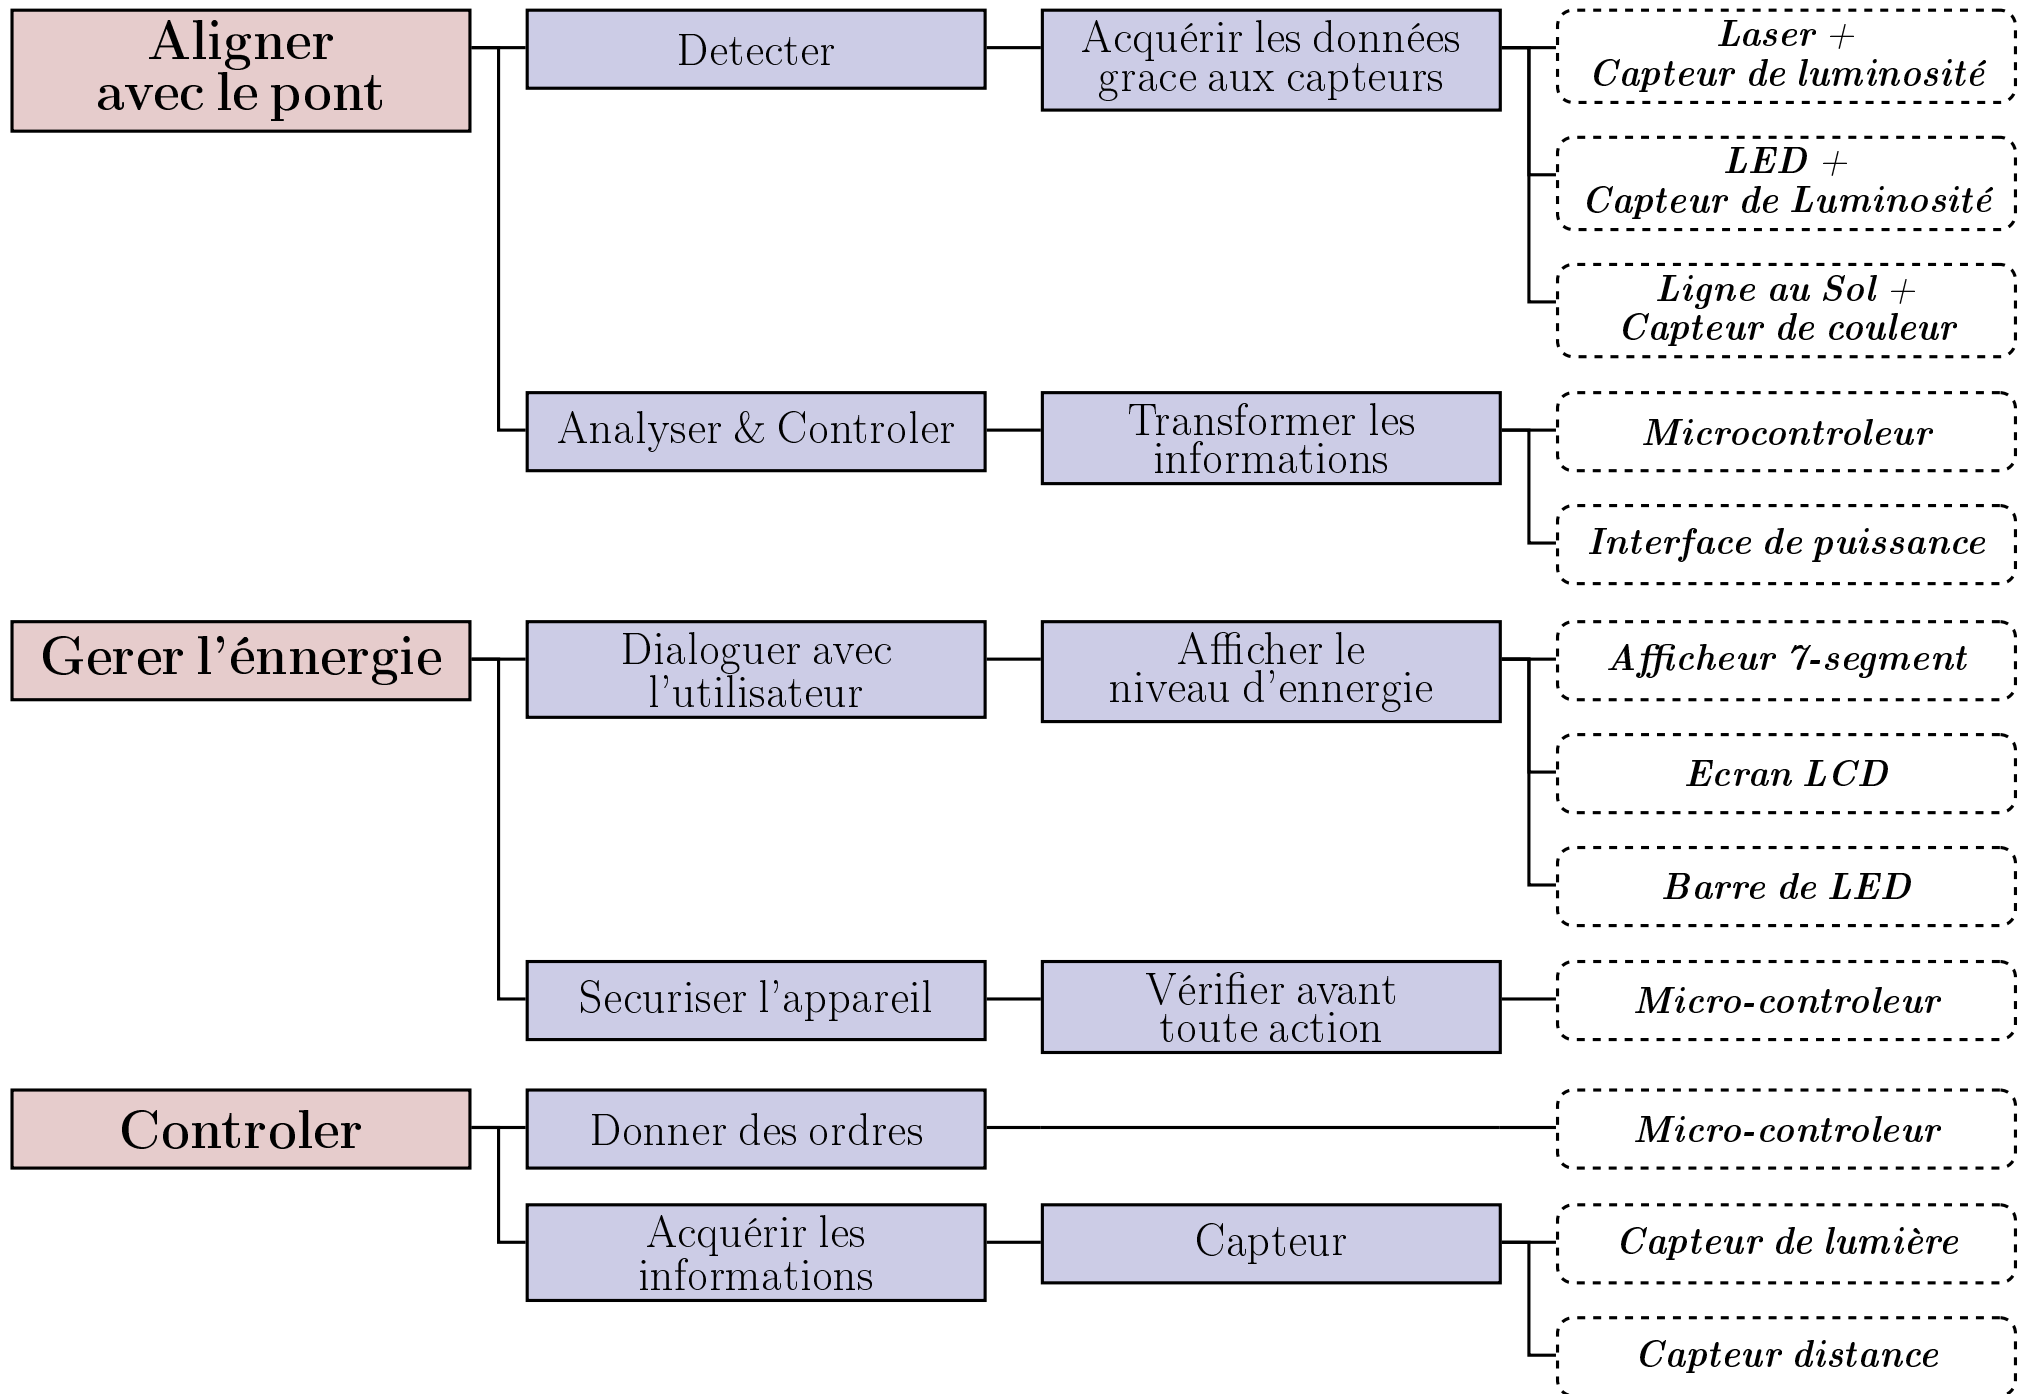 Aligner
avec le pont
Detecter
Acquérir les données
grace aux capteurs
Laser +
Capteur de luminosité
LED +
Capteur de Luminosité
Ligne au Sol +
Capteur de couleur
Analyser & Controler
Transformer les
informations
Microcontroleur
Interface de puissance
Gerer l'énnergie
Dialoguer avec
l'utilisateur
Afficher le
niveau d'ennergie
Afficheur 7-segment
Ecran LCD
Barre de LED
Securiser l'appareil
Vérifier avant
toute action
Micro-controleur
Controler
Donner des ordres
Micro-controleur
Acquérir les
informations
Capteur
Capteur de lumière
Capteur distance